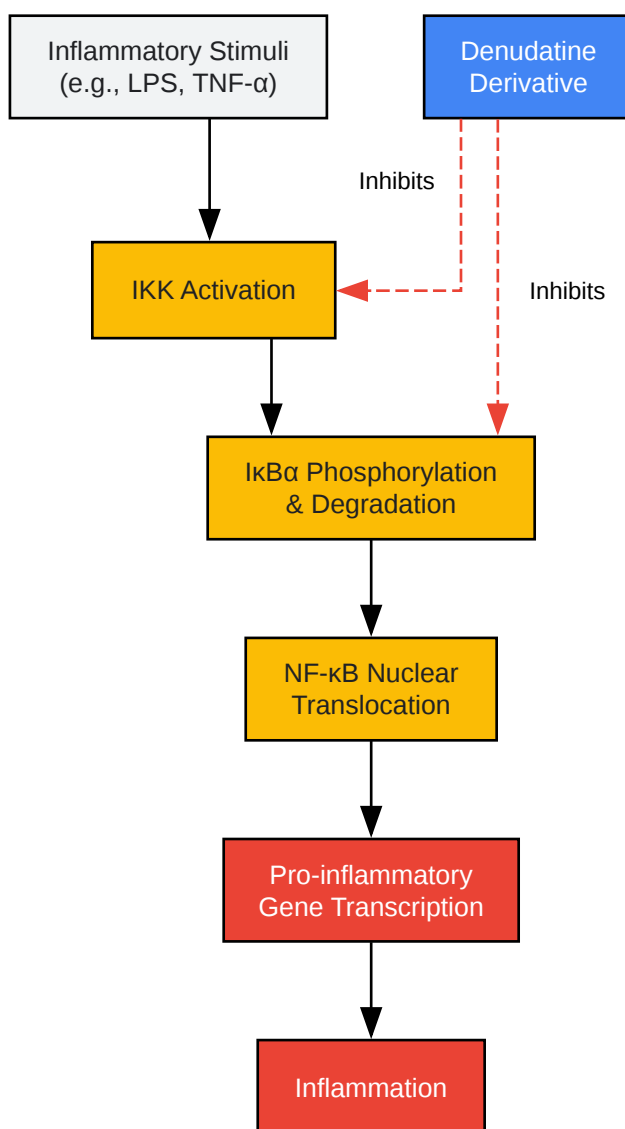 Inflammatory Stimuli
(e.g., LPS, TNF-α)
Denudatine
Derivative
Inhibits
IKK Activation
Inhibits
IκBα Phosphorylation
& Degradation
NF-κB Nuclear
Translocation
Pro-inflammatory
Gene Transcription
Inflammation